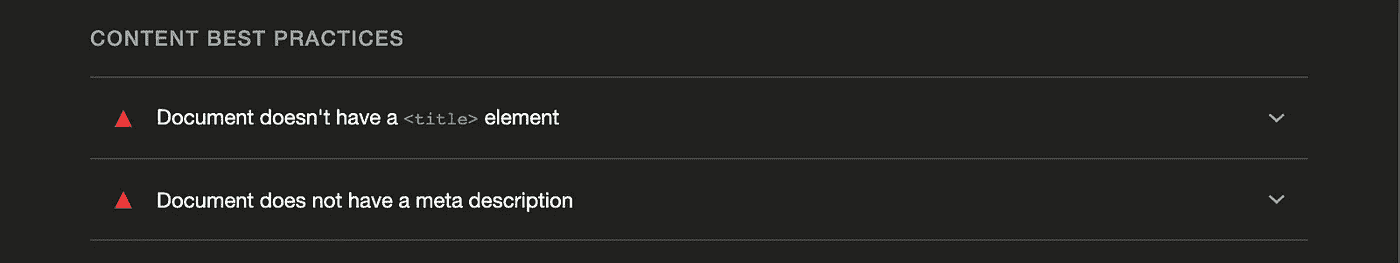 CONTENT BEST PRACTICES
Document doesn't have a <title> element
Document does not have a meta description